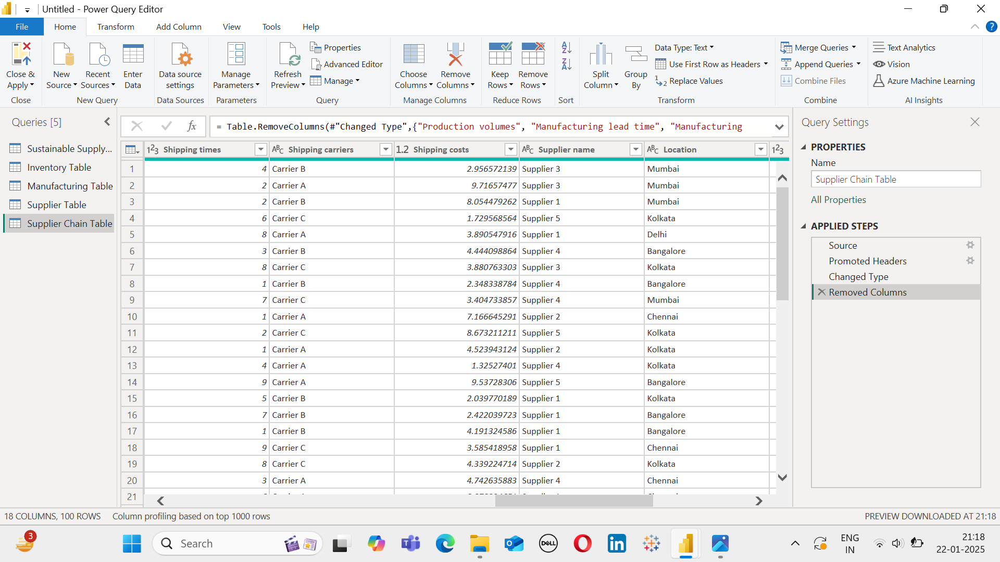 Untitled - Power Query Editor
File Home Transform Add Column View Tools Help
Close & Apply
New Source
Recent Sources
Enter Data
Data source settings
Manage Parameters
Refresh Preview
Properties
Advanced Editor
Manage
Choose Columns
Remove Columns
Keep Rows
Remove Rows
Split Column
Group By
Data Type: Text
Use First Row as Headers
Replace Values
Merge Queries
Append Queries
Combine Files
Text Analytics
Vision
Azure Machine Learning
Close New Query Data Sources Parameters Query Manage Columns Reduce Rows Sort Transform Combine AI Insights
Queries [5]
Sustainable Supply...
Inventory Table
Manufacturing Table
Supplier Table
Supplier Chain Table
fx
= Table.RemoveColumns(#"Changed Type",{"Production volumes", "Manufacturing lead time", "Manufacturing
123 Shipping times ABC Shipping carriers 1.2 Shipping costs ABC Supplier name ABC Location 123
1 4 Carrier B 2.956572139 Supplier 3 Mumbai
2 2 Carrier A 9.71657477 Supplier 3 Mumbai
3 2 Carrier B 8.054479262 Supplier 1 Mumbai
4 6 Carrier C 1.729568564 Supplier 5 Kolkata
5 8 Carrier A 3.890547916 Supplier 1 Delhi
6 3 Carrier B 4.444098864 Supplier 4 Bangalore
7 8 Carrier C 3.880763303 Supplier 3 Kolkata
8 1 Carrier B 2.348338784 Supplier 4 Bangalore
9 7 Carrier C 3.404733857 Supplier 4 Mumbai
10 1 Carrier A 7.166645291 Supplier 2 Chennai
11 2 Carrier C 8.673211211 Supplier 5 Kolkata
12 1 Carrier A 4.523943124 Supplier 2 Kolkata
13 4 Carrier A 1.32527401 Supplier 4 Kolkata
14 9 Carrier A 9.53728306 Supplier 5 Bangalore
15 5 Carrier B 2.039770189 Supplier 1 Kolkata
16 7 Carrier B 2.422039723 Supplier 1 Bangalore
17 1 Carrier B 4.191324586 Supplier 1 Bangalore
18 9 Carrier C 3.585418958 Supplier 1 Chennai
19 8 Carrier C 4.339224714 Supplier 2 Kolkata
20 3 Carrier A 4.742635883 Supplier 4 Chennai
21
Query Settings
PROPERTIES
Name
Supplier Chain Table
All Properties
APPLIED STEPS
Source
Promoted Headers
Changed Type
Removed Columns
18 COLUMNS, 100 ROWS Column profiling based on top 1000 rows PREVIEW DOWNLOADED AT 21:18
3
Search
DELL
ENG
IN
21:18
22-01-2025